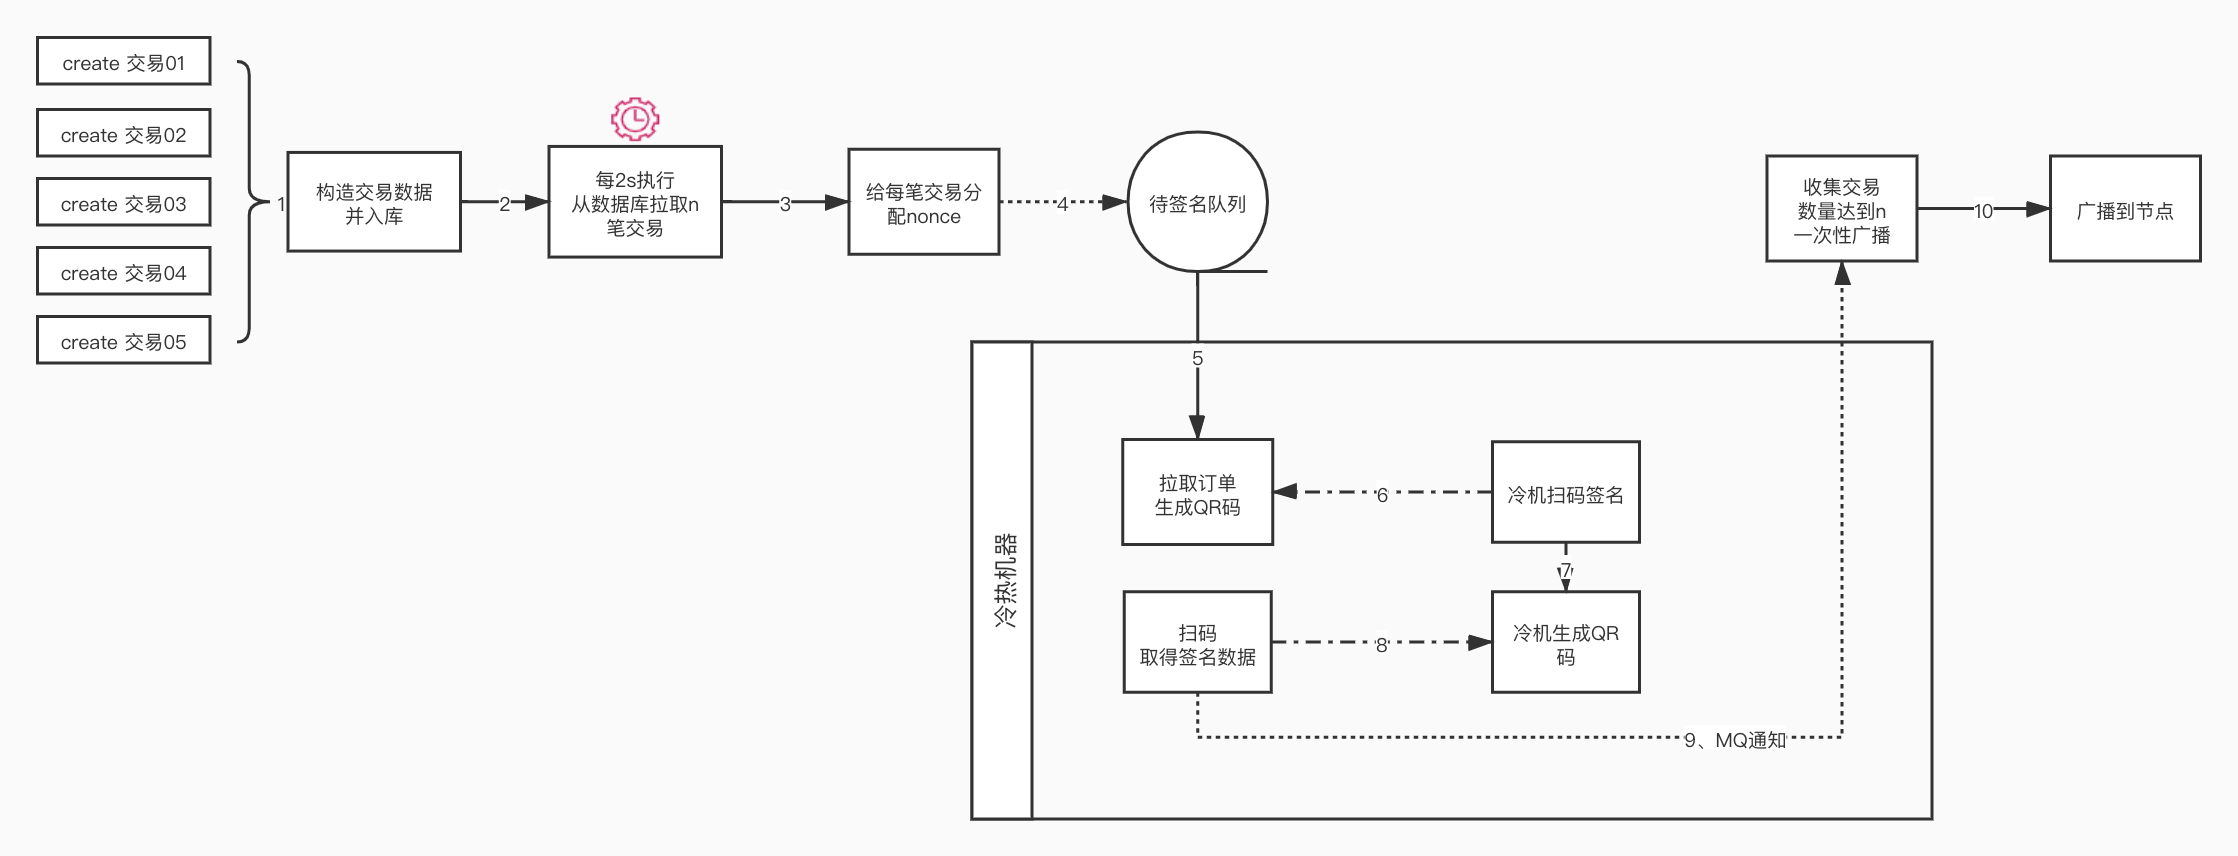 create 交易01
create 交易02
create 交易03
create 交易04
create 交易05
1
构造交易数据
并入库
2
每2s执行
从数据库拉取n
笔交易
3
给每笔交易分
配nonce
4
待签名队列
5
冷热机器
拉取订单
生成QR码
6
冷机扫码签名
7
扫码
取得签名数据
8
冷机生成QR
码
9、MQ通知
收集交易
数量达到n
一次性广播
10
广播到节点